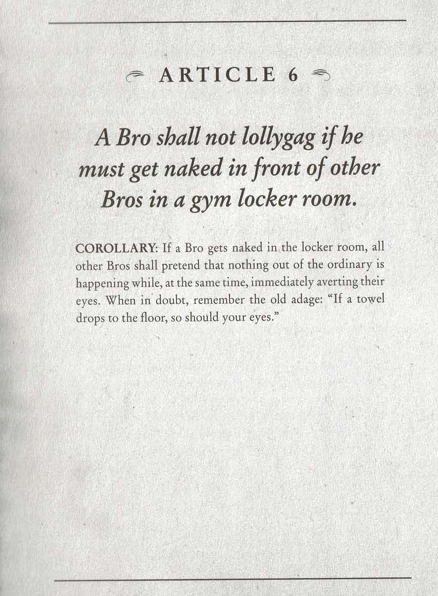 ARTICLE 6
A Bro shall not lollygag if he
must get naked in front of other
Bros in a gym locker room.
COROLLARY: If a Bro gets naked in the locker room, all
other Bros shall pretend that nothing out of the ordinary is
happening while, at the same time, immediately averting their
eyes. When in doubt, remember the old adage: “If a towel
drops to the floor, so should your eyes.”